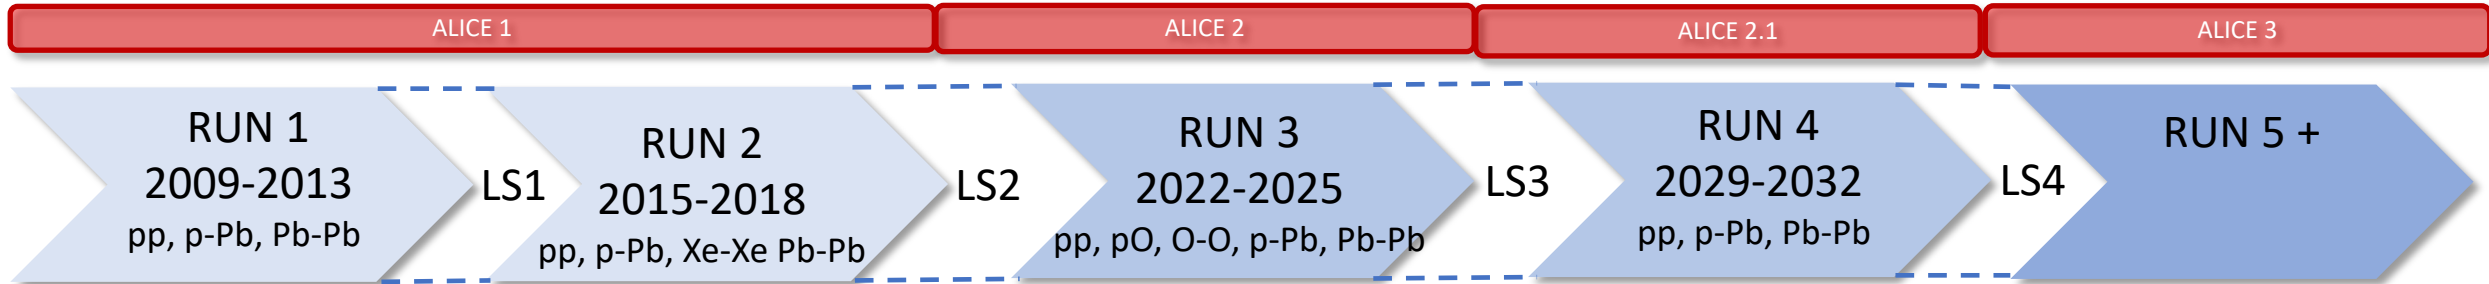 ALICE 1
ALICE 2
ALICE 2.1
ALICE 3
RUN 1
2009-2013
pp, p-Pb, Pb-Pb
LS1
RUN 2
2015-2018
pp, p-Pb, Xe-Xe Pb-Pb
LS2
RUN 3
2022-2025
pp, pO, O-O, p-Pb, Pb-Pb
LS3
RUN 4
2029-2032
pp, p-Pb, Pb-Pb
LS4
RUN 5 +